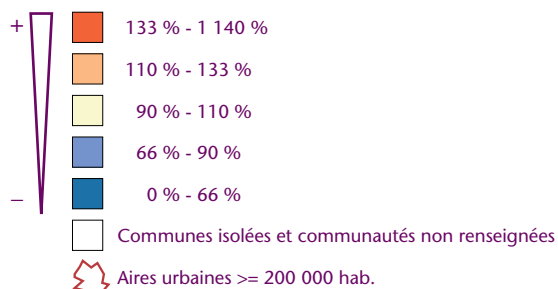 + 133 % - 1 140 %
110 % - 133 %
90 % - 110 %
66 % - 90 %
– 0 % - 66 %
Communes isolées et communautés non renseignées
Aires urbaines >= 200 000 hab.